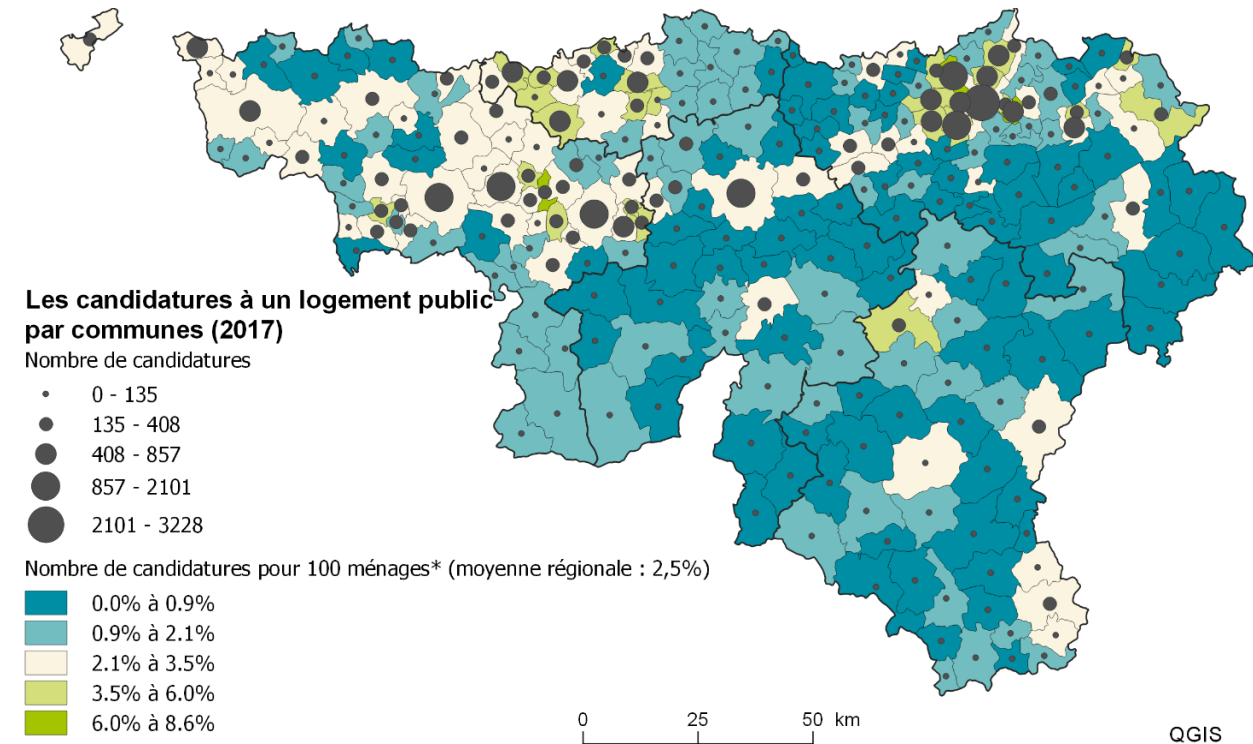 Les candidatures à un logement public
par communes (2017)
Nombre de candidatures
0 - 135
135 - 408
408 - 857
857 - 2101
2101 - 3228
Nombre de candidatures pour 100 ménages* (moyenne régionale : 2,5%)
0.0% à 0.9%
0.9% à 2.1%
2.1% à 3.5%
3.5% à 6.0%
6.0% à 8.6%
0 25 50 km
QGIS